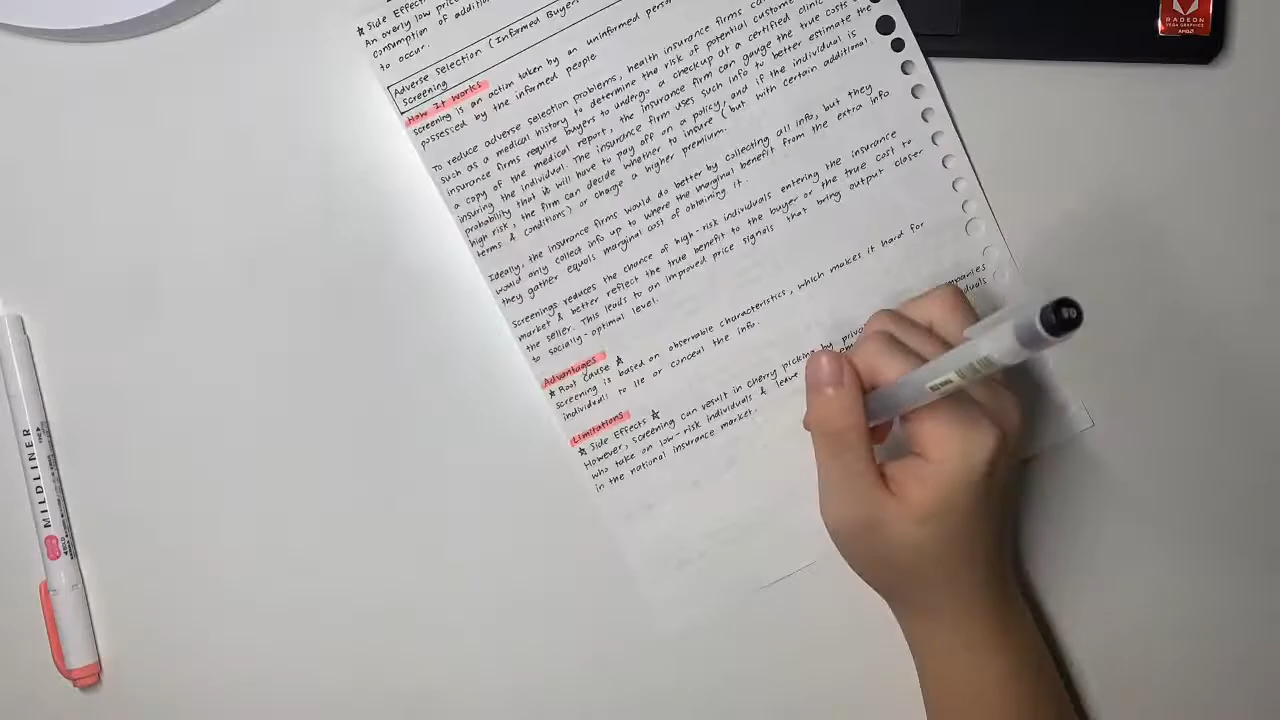 ★ Side Effect
An overly low pric
consumption of addition
to occur.
Adverse Selection (Informed Buyer
Screening
How It Works
Screening is an action taken by an uninformed pers
possessed by the informed people.
To reduce adverse selection problems, health insurance firms can
such as a medical history to determine the risk of potential custome
insurance firms require buyers to undergo a checkup at a certified clinic
a copy of the medical report, the insurance firm can gauge the true costs
insuring the individual. The insurance firm uses such info to better estimate the
probability that it will have to pay off on a policy, and if the individual is
high risk, the firm can decide whether to insure (but with certain additional
terms & conditions) or charge a higher premium.
Ideally, the insurance firms would do better by collecting all info, but they
would only collect info up to where the marginal benefit from the extra info
they gather equals marginal cost of obtaining it.
Screenings reduces the chance of high-risk individuals entering the insurance
market & better reflect the true benefit to the buyer or the true cost to
the seller. This leads to an improved price signals that bring output closer
to socially-optimal level.
Advantages
★ Root Cause ★
Screening is based on observable characteristics, which makes it hard for
individuals to lie or conceal the info.
Limitations
★ Side Effects ★
However, screening can result in cherry picking by priva mpanies
who take on low-risk individuals & leave iduals
in the national insurance market.
MILDLINER
RADEON
VEGA GRAPHICS
AMD